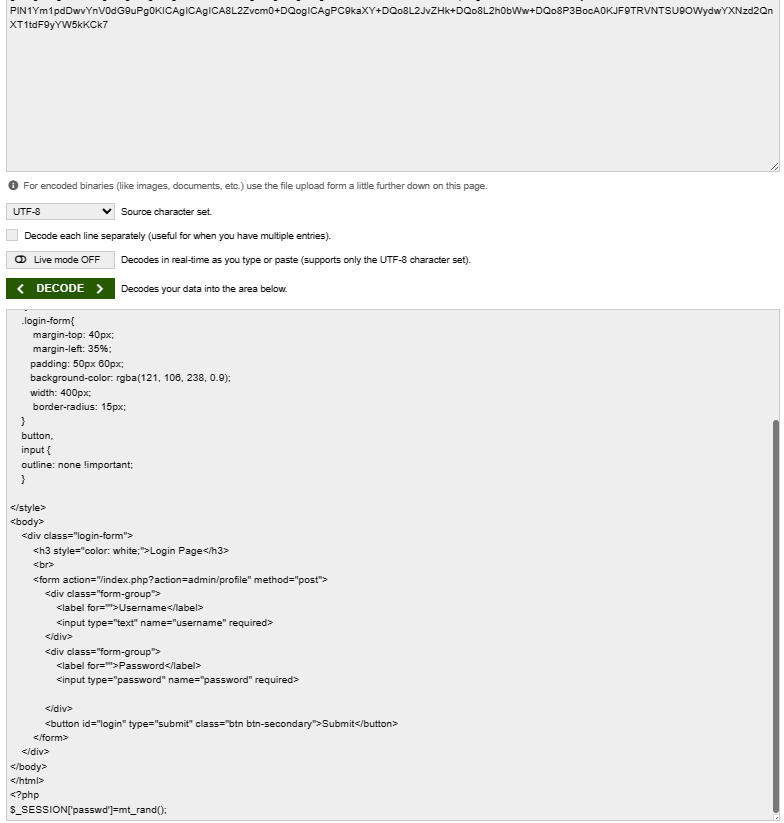 PlN1Ym1pdDwvYnV0dG9uPg0KICAgICAgICA8L2Zvcm0+DQogICAgPC9kaXY+DQo8L2JvZHk+DQo8L2h0bWw+DQo8P3BocA0KJF9TRVNTSU9OWydwYXNzd2Qn
XT1tdF9yYW5kKCk7
For encoded binaries (like images, documents, etc.) use the file upload form a little further down on this page.
UTF-8 Source character set.
Decode each line separately (useful for when you have multiple entries).
Live mode OFF Decodes in real-time as you type or paste (supports only the UTF-8 character set).
< DECODE > Decodes your data into the area below.
.login-form{
margin-top: 40px;
margin-left: 35%;
padding: 50px 60px;
background-color: rgba(121, 106, 238, 0.9);
width: 400px;
border-radius: 15px;
}
button,
input {
outline: none !important;
}
</style>
<body>
<div class="login-form">
<h3 style="color: white;">Login Page</h3>
<br>
<form action="/index.php?action=admin/profile" method="post">
<div class="form-group">
<label for="">Username</label>
<input type="text" name="username" required>
</div>
<div class="form-group">
<label for="">Password</label>
<input type="password" name="password" required>
</div>
<button id="login" type="submit" class="btn btn-secondary">Submit</button>
</form>
</div>
</body>
</html>
<?php
$_SESSION['passwd']=mt_rand();